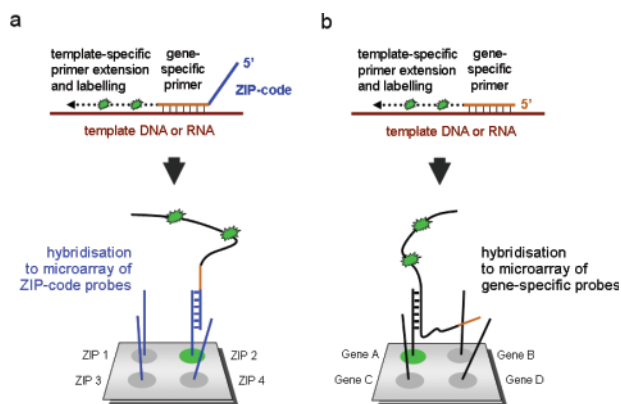 a
template-specific
primer extension
and labelling
gene-
specific
primer
5'
ZIP-code
template DNA or RNA
hybridisation
to microarray of
ZIP-code probes
ZIP 1
ZIP 2
ZIP 3
ZIP 4
b
template-specific
primer extension
and labelling
gene-
specific
primer
5'
template DNA or RNA
hybridisation
to microarray of
gene-specific probes
Gene A
Gene B
Gene C
Gene D